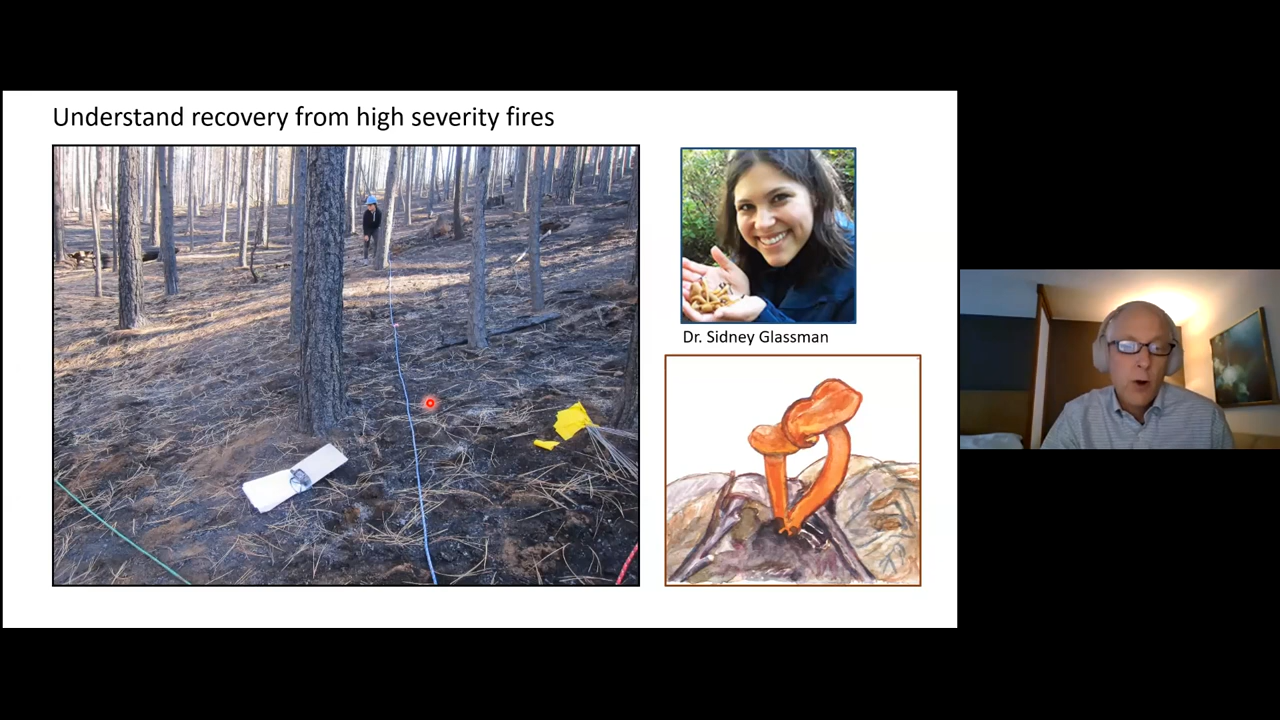 Understand recovery from high severity fires
Dr. Sidney Glassman